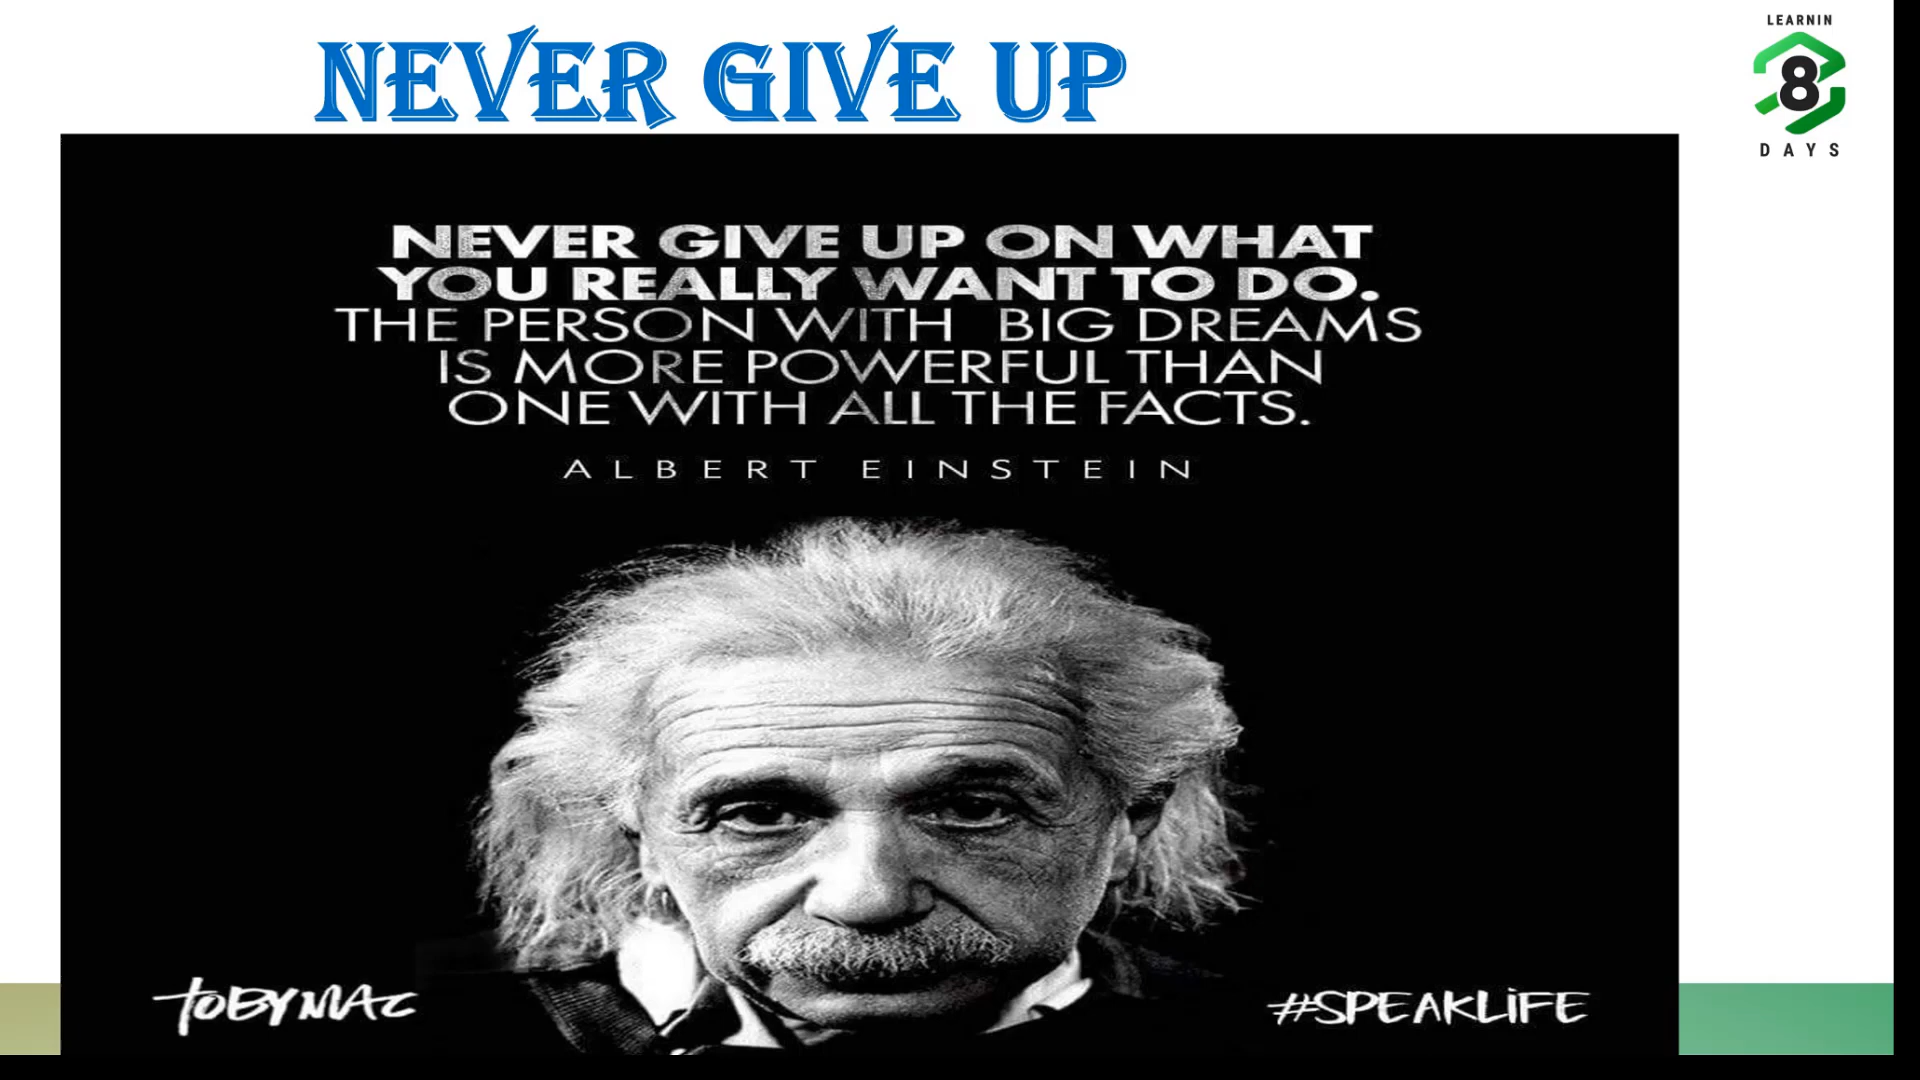 NEVER GIVE UP
LEARNIN
8
DAYS
NEVER GIVE UP ON WHAT
YOU REALLY WANT TO DO.
THE PERSON WITH BIG DREAMS
IS MORE POWERFUL THAN
ONE WITH ALL THE FACTS.
ALBERT EINSTEIN
TOBYMAC
#SPEAKLIFE